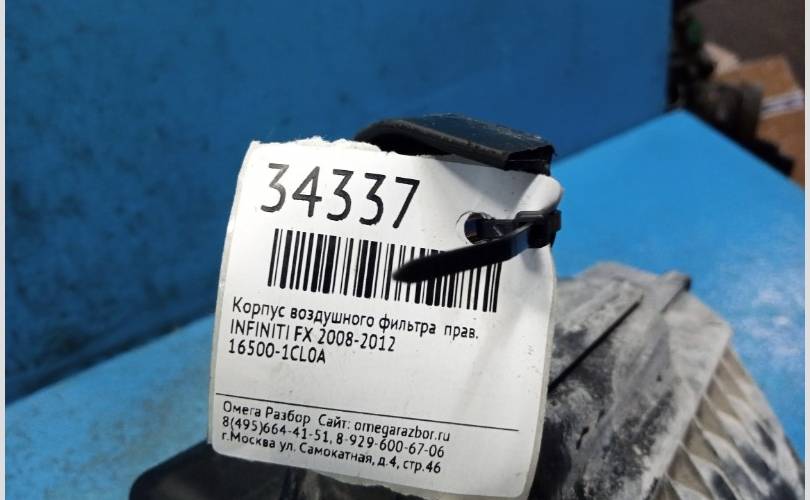 34337
Корпус воздушного фильтра прав.
INFINITI FX 2008-2012
16500-1CL0A
Омега Разбор Сайт: omegarazbor.ru
8(495)664-41-51, 8-929-600-67-06
г.Москва ул. Самокатная, д.4, стр.46